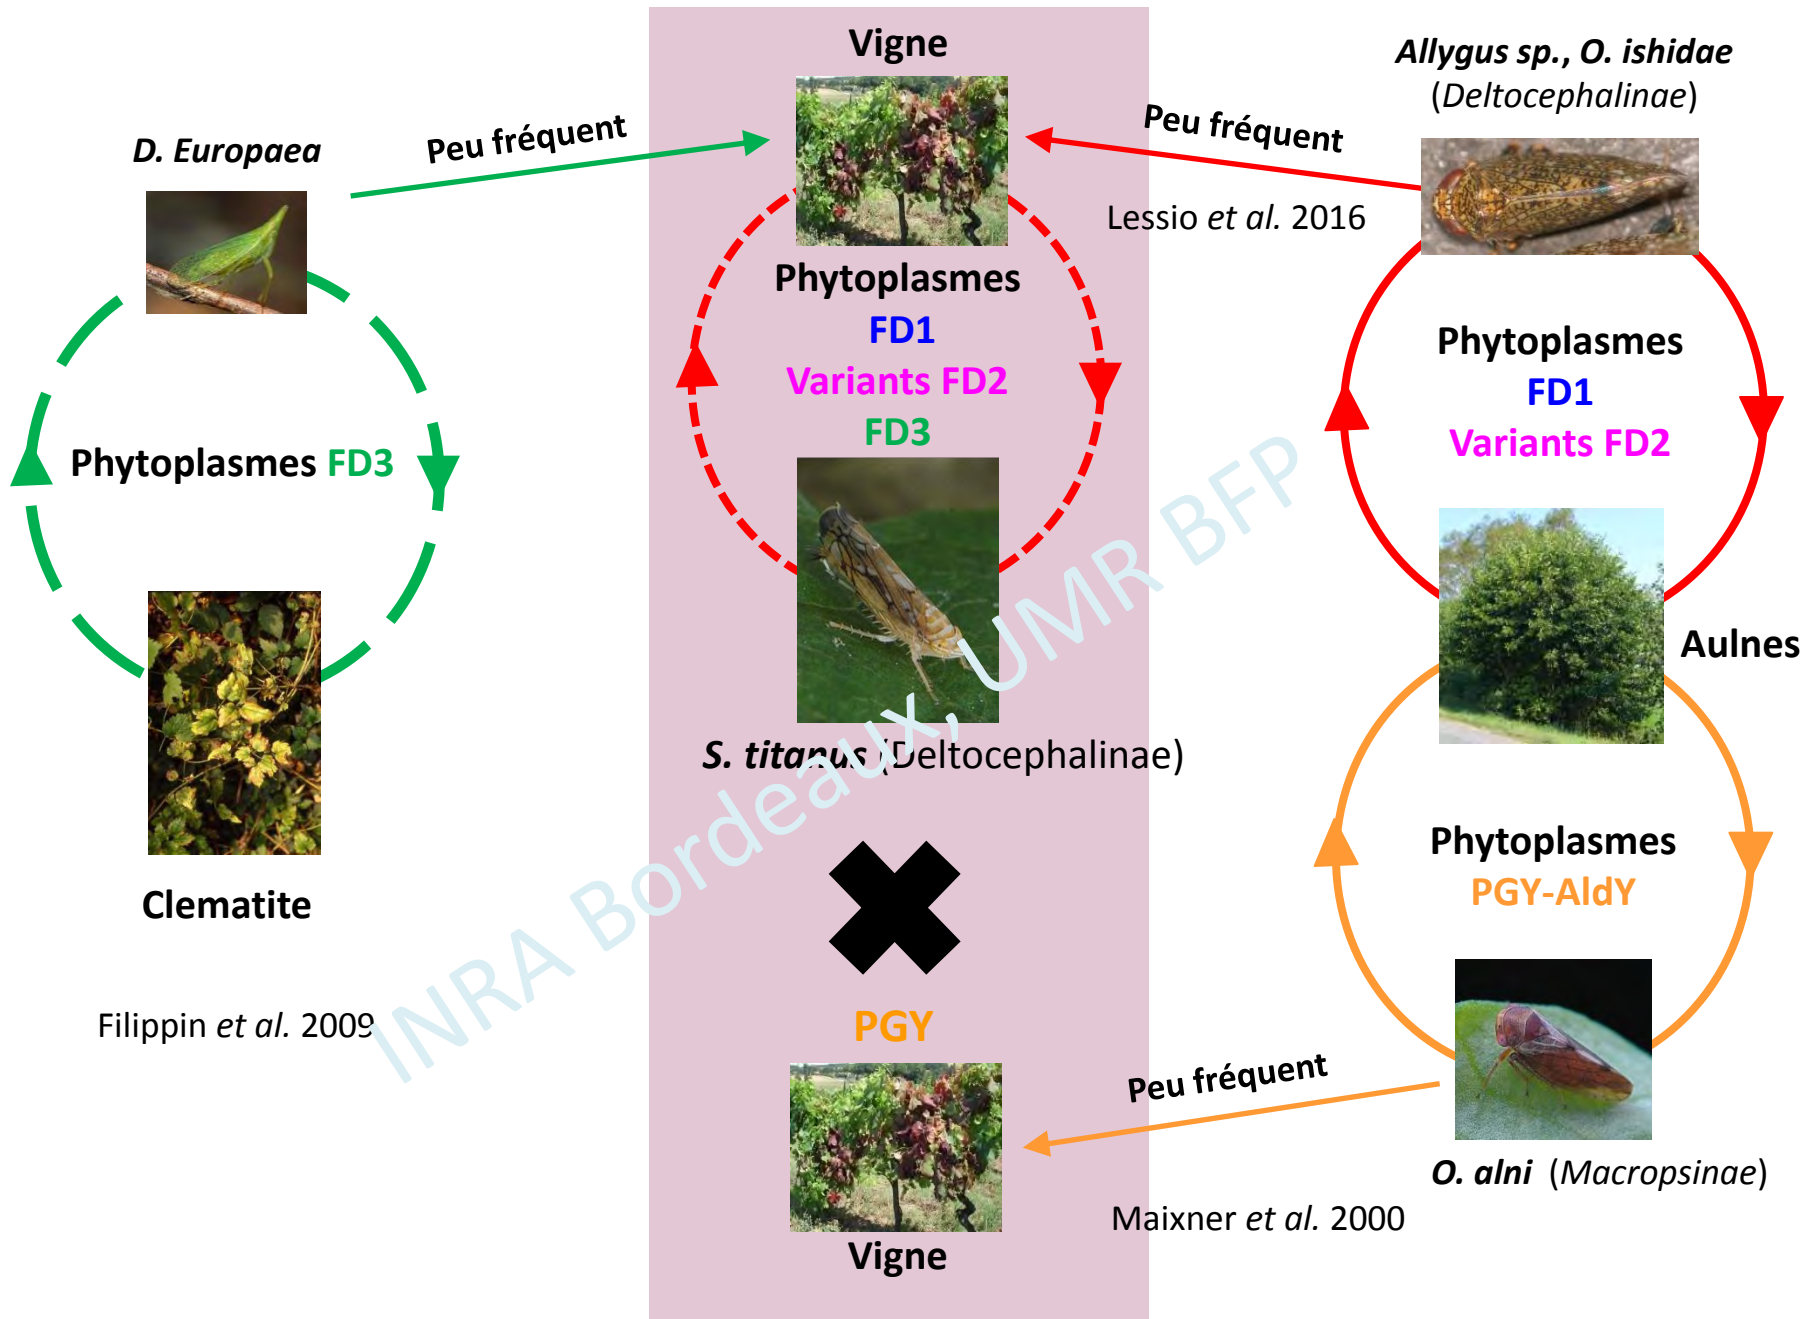 D. Europaea
Peu fréquent
Phytoplasmes FD3
Clematite
Filippin et al. 2009
Vigne
Phytoplasmes
FD1
Variants FD2
FD3
S. titanus (Deltocephalinae)
PGY
Vigne
Allygus sp., O. ishidae
(Deltocephalinae)
Peu fréquent
Lessio et al. 2016
Phytoplasmes
FD1
Variants FD2
Aulnes
Phytoplasmes
PGY-AldY
Peu fréquent
O. alni (Macropsinae)
Maixner et al. 2000
INRA Bordeaux, UMR BFP